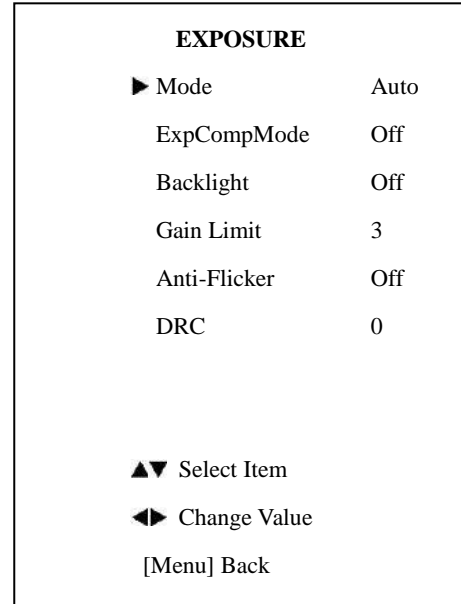 EXPOSURE
▶ Mode Auto
ExpCompMode Off
Backlight Off
Gain Limit 3
Anti-Flicker Off
DRC 0
▲▼ Select Item
◀▶ Change Value
[Menu] Back